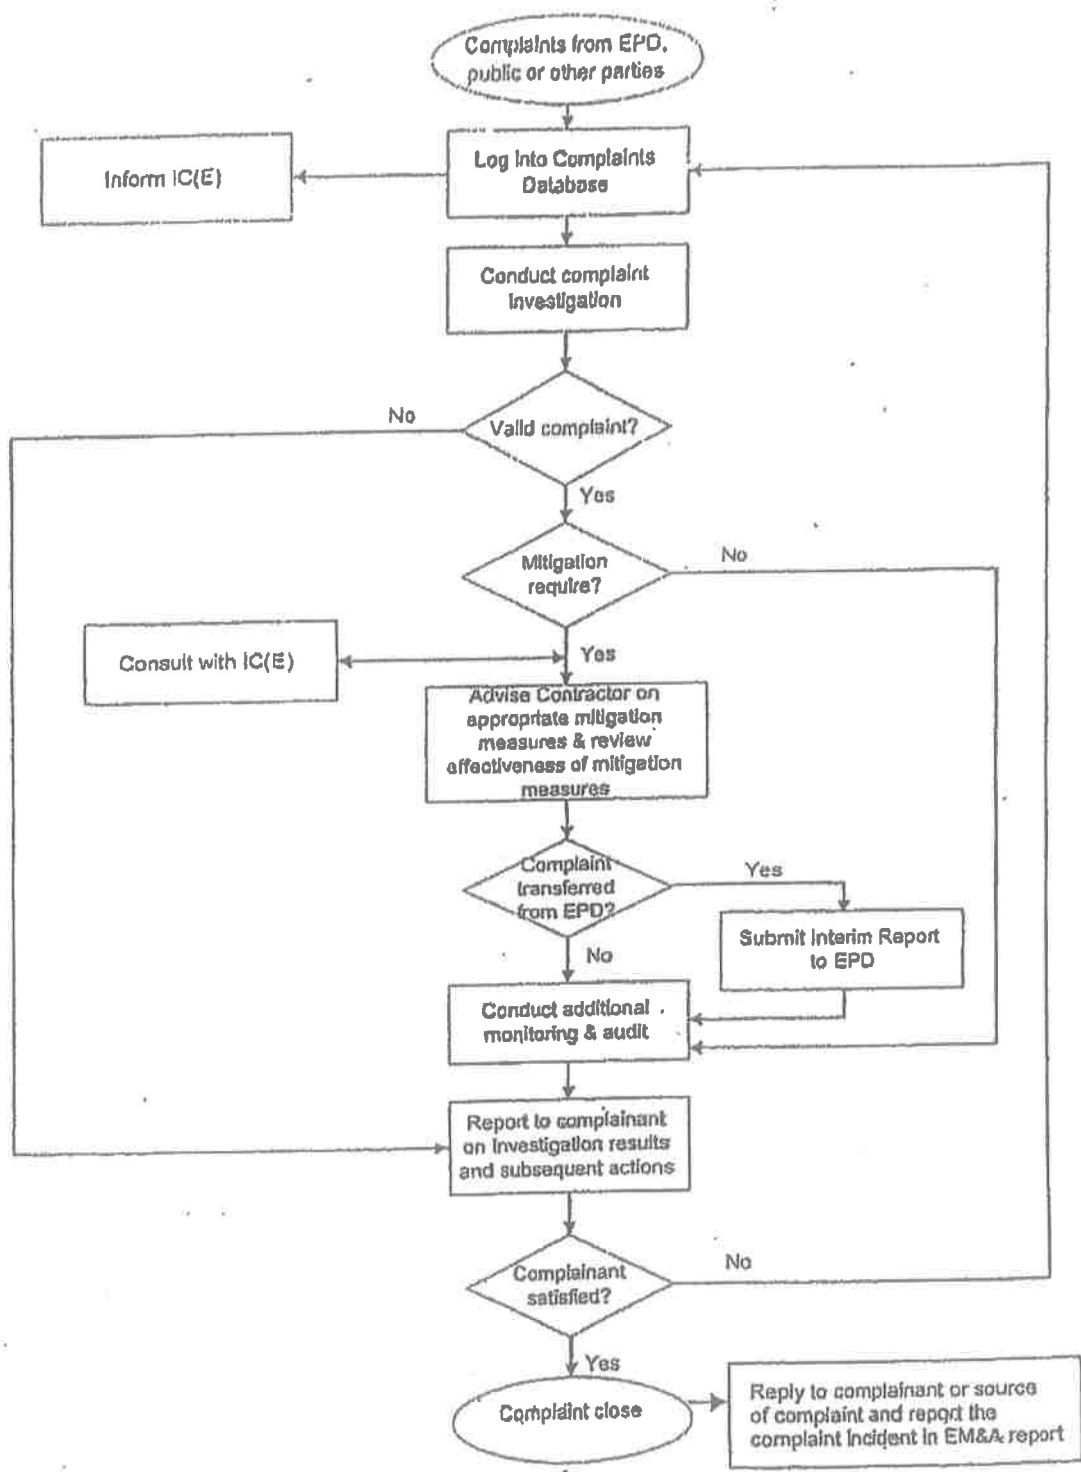 Complaints from EPD,
public or other parties
Log into Complaints
Database
Inform IC(E)
Conduct complaint
Investigation
No
Valid complaint?
Yes
Mitigation
require?
No
Consult with IC(E)
Yes
Advise Contractor on
appropriate mitigation
measures & review
effectiveness of mitigation
measures
Complaint
transferred
from EPD?
Yes
Submit Interim Report
to EPD
No
Conduct additional
monitoring & audit
Report to complainant
on Investigation results
and subsequent actions
Complainant
satisfied?
No
Yes
Complaint close
Reply to complainant or source
of complaint and report the
complaint incident in EM&A report